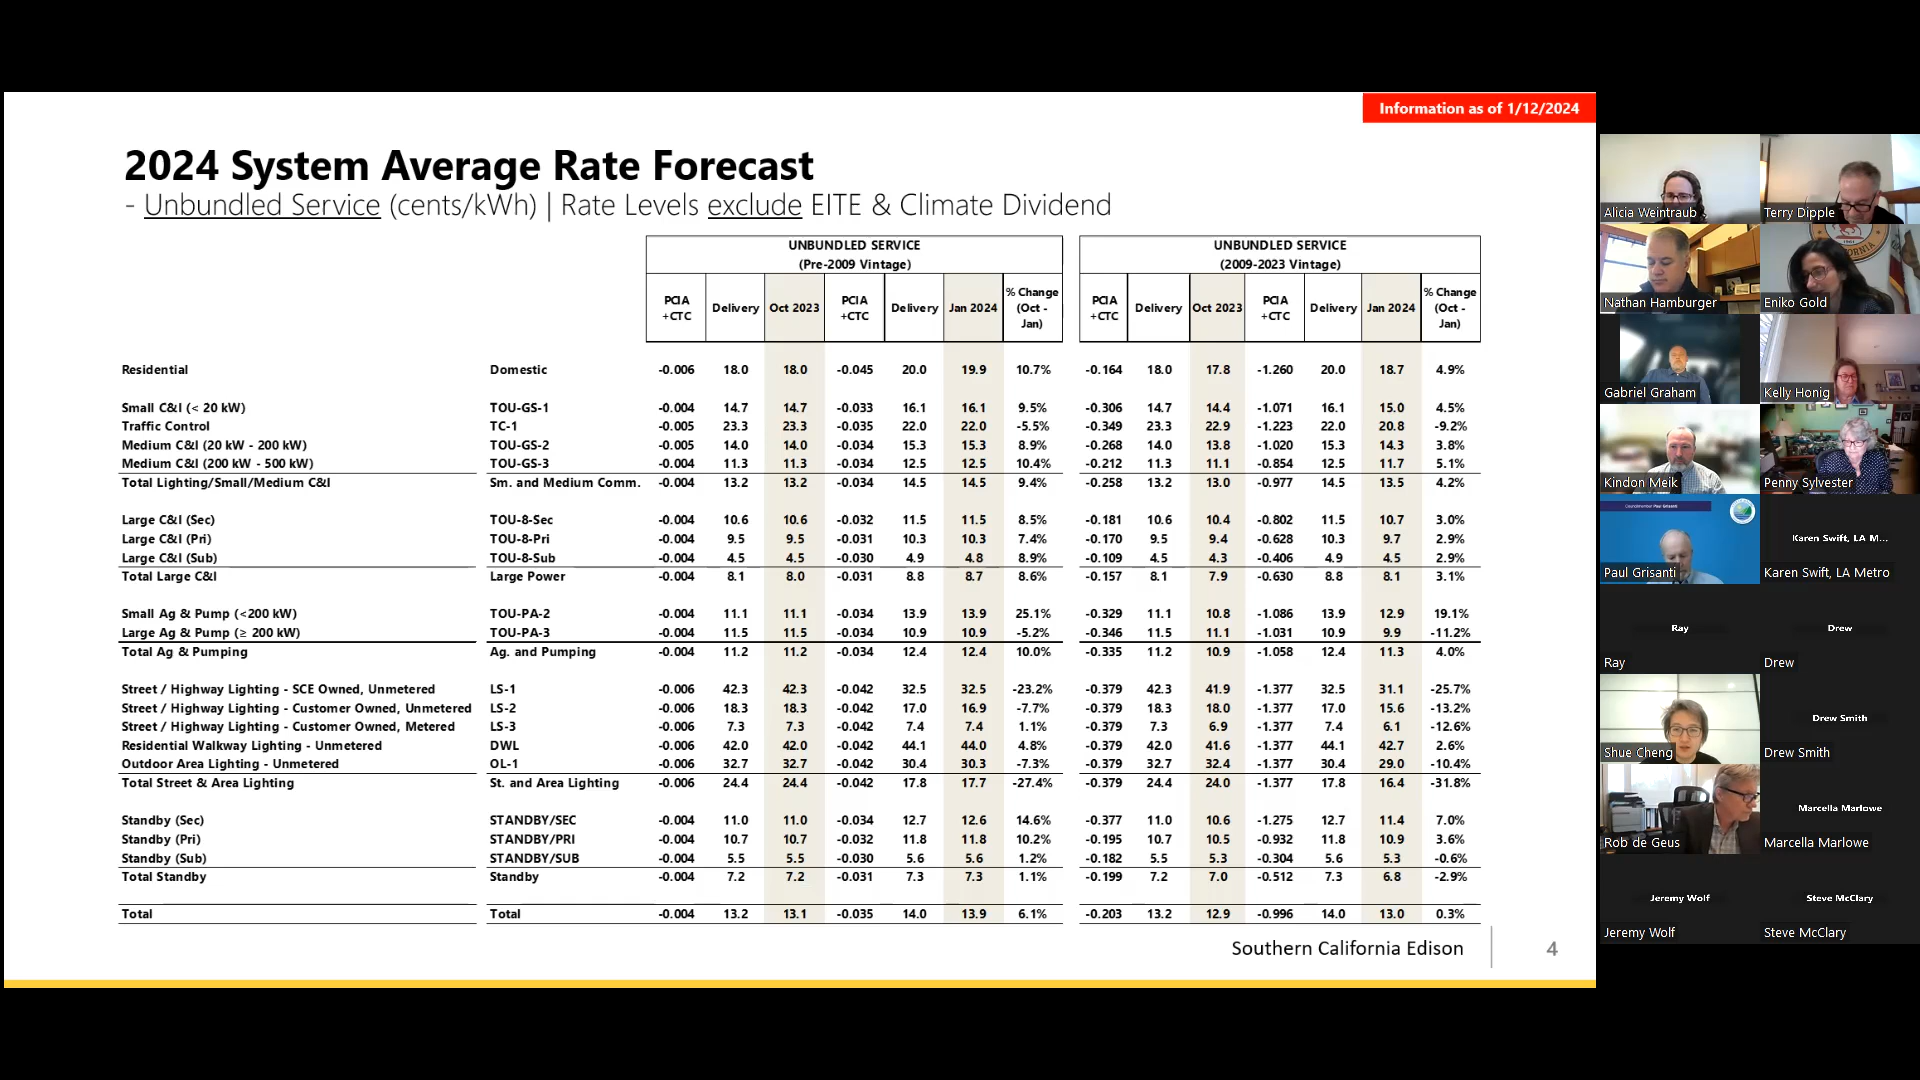 Information as of 1/12/2024
2024 System Average Rate Forecast
- Unbundled Service (cents/kWh) | Rate Levels exclude EITE & Climate Dividend
UNBUNDLED SERVICE (Pre-2009 Vintage) UNBUNDLED SERVICE (2009-2023 Vintage)
PCIA +CTC Delivery Oct 2023 PCIA +CTC Delivery Jan 2024 % Change (Oct - Jan) PCIA +CTC Delivery Oct 2023 PCIA +CTC Delivery Jan 2024 % Change (Oct - Jan)
Residential Domestic -0.006 18.0 18.0 -0.045 20.0 19.9 10.7% -0.164 18.0 17.8 -1.260 20.0 18.7 4.9%
Small C&I (< 20 kW) TOU-GS-1 -0.004 14.7 14.7 -0.033 16.1 16.1 9.5% -0.306 14.7 14.4 -1.071 16.1 15.0 4.5%
Traffic Control TC-1 -0.005 23.3 23.3 -0.035 22.0 22.0 -5.5% -0.349 23.3 22.9 -1.223 22.0 20.8 -9.2%
Medium C&I (20 kW - 200 kW) TOU-GS-2 -0.005 14.0 14.0 -0.034 15.3 15.3 8.9% -0.268 14.0 13.8 -1.020 15.3 14.3 3.8%
Medium C&I (200 kW - 500 kW) TOU-GS-3 -0.004 11.3 11.3 -0.034 12.5 12.5 10.4% -0.212 11.3 11.1 -0.854 12.5 11.7 5.1%
Total Lighting/Small/Medium C&I Sm. and Medium Comm. -0.004 13.2 13.2 -0.034 14.5 14.5 9.4% -0.258 13.2 13.0 -0.977 14.5 13.5 4.2%
Large C&I (Sec) TOU-8-Sec -0.004 10.6 10.6 -0.032 11.5 11.5 8.5% -0.181 10.6 10.4 -0.802 11.5 10.7 3.0%
Large C&I (Pri) TOU-8-Pri -0.004 9.5 9.5 -0.031 10.3 10.3 7.4% -0.170 9.5 9.4 -0.628 10.3 9.7 2.9%
Large C&I (Sub) TOU-8-Sub -0.004 4.5 4.5 -0.030 4.9 4.8 8.9% -0.109 4.5 4.3 -0.406 4.9 4.5 2.9%
Total Large C&I Large Power -0.004 8.1 8.0 -0.031 8.8 8.7 8.6% -0.157 8.1 7.9 -0.630 8.8 8.1 3.1%
Small Ag & Pump (<200 kW) TOU-PA-2 -0.004 11.1 11.1 -0.034 13.9 13.9 25.1% -0.329 11.1 10.8 -1.086 13.9 12.9 19.1%
Large Ag & Pump (≥ 200 kW) TOU-PA-3 -0.004 11.5 11.5 -0.034 10.9 10.9 -5.2% -0.346 11.5 11.1 -1.031 10.9 9.9 -11.2%
Total Ag & Pumping Ag. and Pumping -0.004 11.2 11.2 -0.034 12.4 12.4 10.0% -0.335 11.2 10.9 -1.058 12.4 11.3 4.0%
Street / Highway Lighting - SCE Owned, Unmetered LS-1 -0.006 42.3 42.3 -0.042 32.5 32.5 -23.2% -0.379 42.3 41.9 -1.377 32.5 31.1 -25.7%
Street / Highway Lighting - Customer Owned, Unmetered LS-2 -0.006 18.3 18.3 -0.042 17.0 16.9 -7.7% -0.379 18.3 18.0 -1.377 17.0 15.6 -13.2%
Street / Highway Lighting - Customer Owned, Metered LS-3 -0.006 7.3 7.3 -0.042 7.4 7.4 1.1% -0.379 7.3 6.9 -1.377 7.4 6.1 -12.6%
Residential Walkway Lighting - Unmetered DWL -0.006 42.0 42.0 -0.042 44.1 44.0 4.8% -0.379 42.0 41.6 -1.377 44.1 42.7 2.6%
Outdoor Area Lighting - Unmetered OL-1 -0.006 32.7 32.7 -0.042 30.4 30.3 -7.3% -0.379 32.7 32.4 -1.377 30.4 29.0 -10.4%
Total Street & Area Lighting St. and Area Lighting -0.006 24.4 24.4 -0.042 17.8 17.7 -27.4% -0.379 24.4 24.0 -1.377 17.8 16.4 -31.8%
Standby (Sec) STANDBY/SEC -0.004 11.0 11.0 -0.034 12.7 12.6 14.6% -0.377 11.0 10.6 -1.275 12.7 11.4 7.0%
Standby (Pri) STANDBY/PRI -0.004 10.7 10.7 -0.032 11.8 11.8 10.2% -0.195 10.7 10.5 -0.932 11.8 10.9 3.6%
Standby (Sub) STANDBY/SUB -0.004 5.5 5.5 -0.030 5.6 5.6 1.2% -0.182 5.5 5.3 -0.304 5.6 5.3 -0.6%
Total Standby Standby -0.004 7.2 7.2 -0.031 7.3 7.3 1.1% -0.199 7.2 7.0 -0.512 7.3 6.8 -2.9%
Total Total -0.004 13.2 13.1 -0.035 14.0 13.9 6.1% -0.203 13.2 12.9 -0.996 14.0 13.0 0.3%
Southern California Edison 4
Alicia Weintraub Terry Dipple
Nathan Hamburger Eniko Gold
Gabriel Graham Kelly Honig
Kindon Meik Penny Sylvester
Councilmember Paul Grisanti
Karen Swift, LA M...
Paul Grisanti Karen Swift, LA Metro
Ray Drew
Ray Drew
Drew Smith
Shue Cheng Drew Smith
Marcella Marlowe
Rob de Geus Marcella Marlowe
Jeremy Wolf Steve McClary
Jeremy Wolf Steve McClary